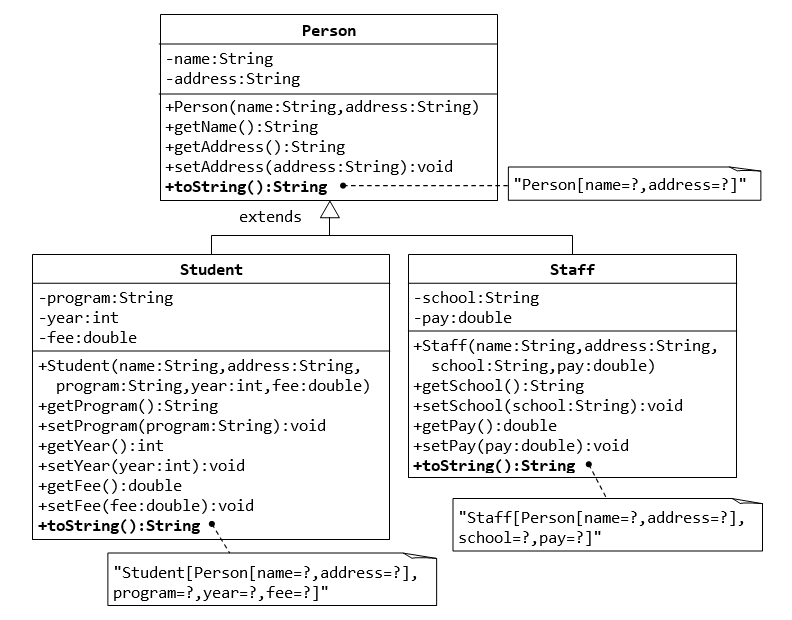 Person
-name:String
-address:String
+Person(name:String,address:String)
+getName():String
+getAddress():String
+setAddress(address:String):void
+toString():String
"Person[name=?,address=?]"
extends
Student
-program:String
-year:int
-fee:double
+Student(name:String,address:String,
program:String,year:int,fee:double)
+getProgram():String
+setProgram(program:String):void
+getYear():int
+setYear(year:int):void
+getFee():double
+setFee(fee:double):void
+toString():String
"Student[Person[name=?,address=?],
program=?,year=?,fee=?]"
Staff
-school:String
-pay:double
+Staff(name:String,address:String,
school:String,pay:double)
+getSchool():String
+setSchool(school:String):void
+getPay():double
+setPay(pay:double):void
+toString():String
"Staff[Person[name=?,address=?],
school=?,pay=?]"